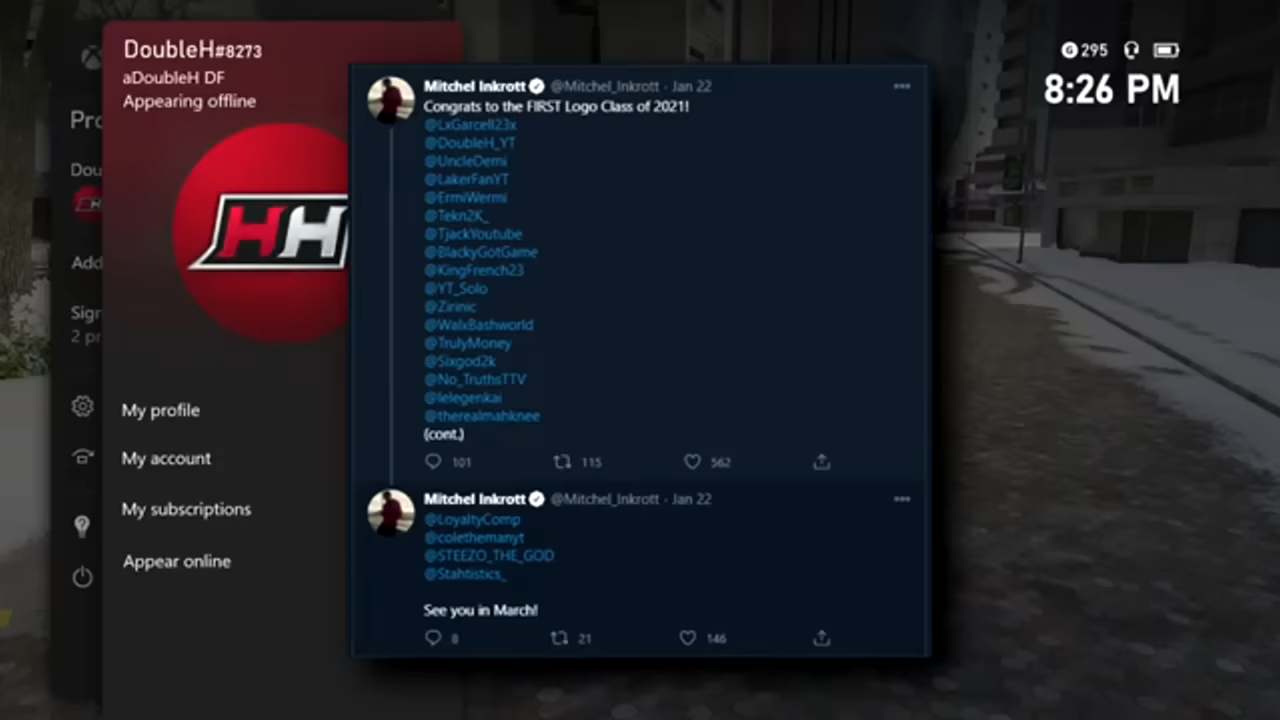 DoubleH#8273
aDoubleH DF
Appearing offline
Pro
Dou
HH
Add
Sign
2 pr
HH
My profile
My account
My subscriptions
Appear online
Mitchel Inkrott @Mitchel_Inkrott · Jan 22
Congrats to the FIRST Logo Class of 2021!
@LxGarcell23x
@DoubleH_YT
@UncleDemi
@LakerFanYT
@ErmiWermi
@Tekn2K_
@TjackYoutube
@BlackyGotGame
@KingFrench23
@YT_Solo
@Zirinic
@WalxBashworld
@TrulyMoney
@Sixgod2k
@No_TruthsTTV
@lelegenkai
@therealmahknee
(cont.)
101 115 562
Mitchel Inkrott @Mitchel_Inkrott · Jan 22
@LoyaltyComp
@colethemanyt
@STEEZO_THE_GOD
@Stahtistics_
See you in March!
8 21 146
G 295
8:26 PM